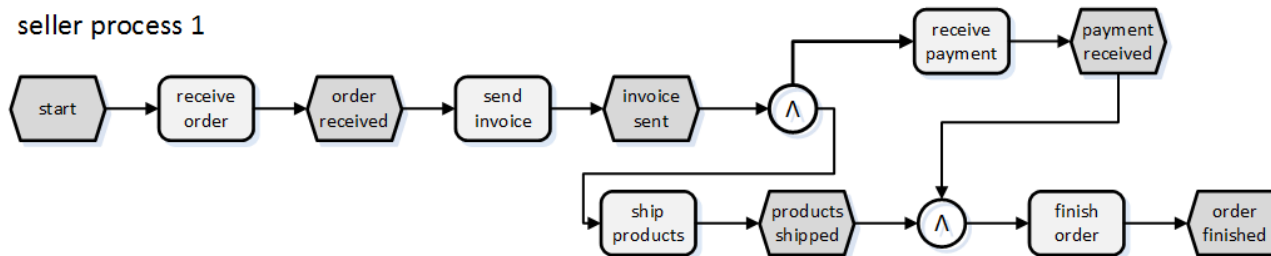 seller process 1
start
receive
order
order
received
send
invoice
invoice
sent
Λ
receive
payment
payment
received
ship
products
products
shipped
Λ
finish
order
order
finished